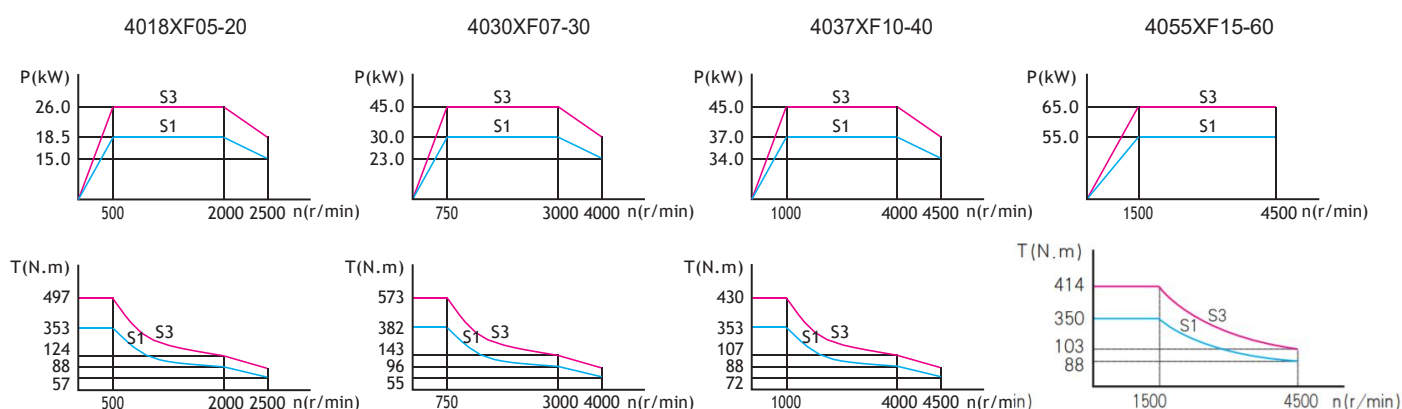 4018XF05-20 4030XF07-30 4037XF10-40 4055XF15-60
P(kW) P(kW) P(kW) P(kW)
26.0 S3 45.0 S3 45.0 S3 65.0 S3
18.5 S1 30.0 S1 37.0 S1 55.0 S1
15.0 23.0 34.0
500 2000 2500 n(r/min) 750 3000 4000 n(r/min) 1000 4000 4500 n(r/min) 1500 4500 n(r/min)
T(N.m) T(N.m) T(N.m) T(N.m)
497 573 430 414
353 S1 S3 382 S1 S3 353 S1 S3 350 S1 S3
124 143 107 103
88 96 88 88
57 55 72
500 2000 2500 n(r/min) 750 3000 4000 n(r/min) 1000 4000 4500 n(r/min) 1500 4500 n(r/min)